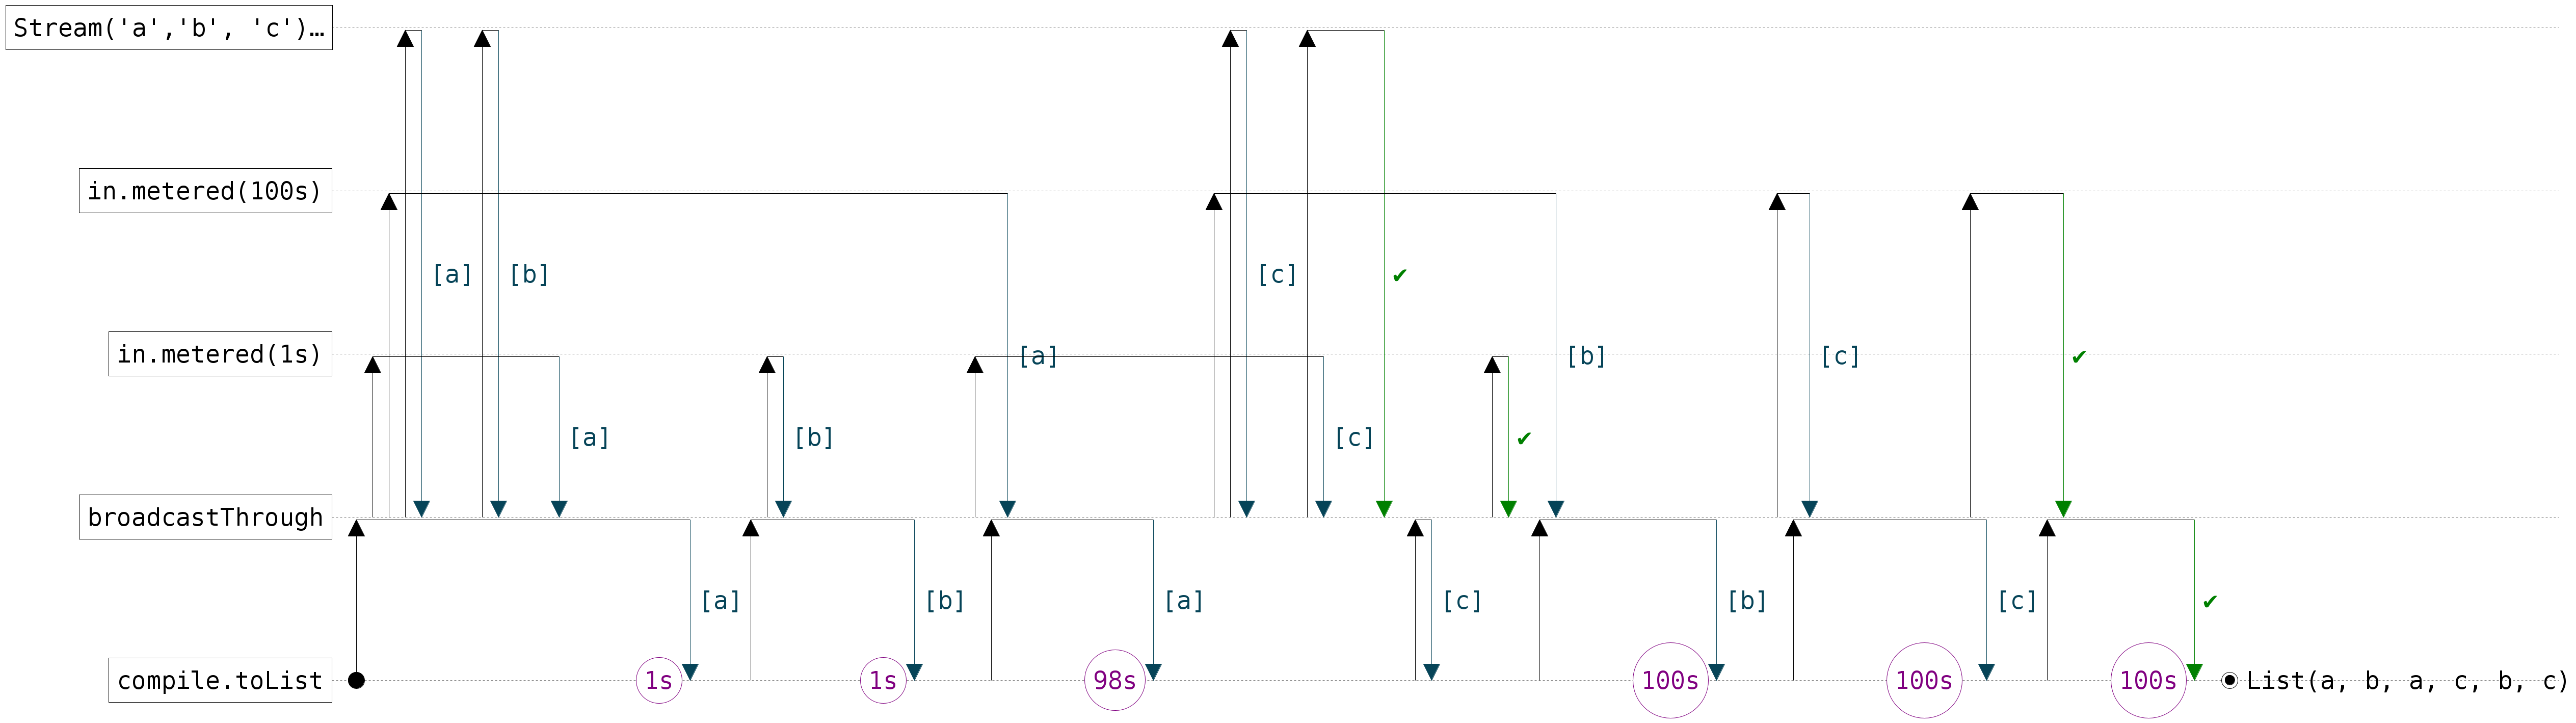 Stream('a','b', 'c')…
in.metered(100s)
[a] [b] [c] ✔
in.metered(1s)
[a] [b] [c] ✔
[a] [b] [c] ✔
broadcastThrough
[a] [b] [a] [c] [b] [c] ✔
compile.toList
1s 1s 98s 100s 100s 100s List(a, b, a, c, b, c)